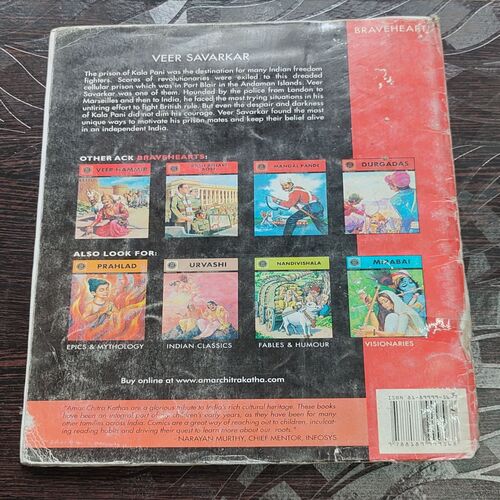 BRAVEHEART
VEER SAVARKAR
The prison of Kala Pani was the destination for many Indian freedom
fighters. Scores of revolutionaries were exiled to this dreaded
cellular prison which was in Port Blair in the Andaman Islands. Veer
Savarkar was one of them. Hounded by the police from London to
Marseilles and then to India, he faced the most trying situations in his
untiring effort to fight British rule. But even the despair and darkness
of Kala Pani did not dim his courage. Veer Savarkar found the most
unique ways to motivate his prison mates and keep their belief alive
in an independent India.
OTHER ACK BRAVEHEARTS:
VEER HAMMIR
MANGAL PANDE
DURGADAS
ALSO LOOK FOR:
PRAHLAD
URVASHI
NANDIVISHALA
MIRABAI
EPICS & MYTHOLOGY
INDIAN CLASSICS
FABLES & HUMOUR
VISIONARIES
Buy online at www.amarchitrakatha.com
"Amar Chitra Kathas are a glorious tribute to India's rich cultural heritage. These books
have been an integral part of my children's early years, as they have been for many
other families across India. Comics are a great way of reaching out to children, inculcat-
ing reading habits and driving their quest to learn more about our roots."
- NARAYAN MURTHY, CHIEF MENTOR, INFOSYS
ISBN 81-89999-